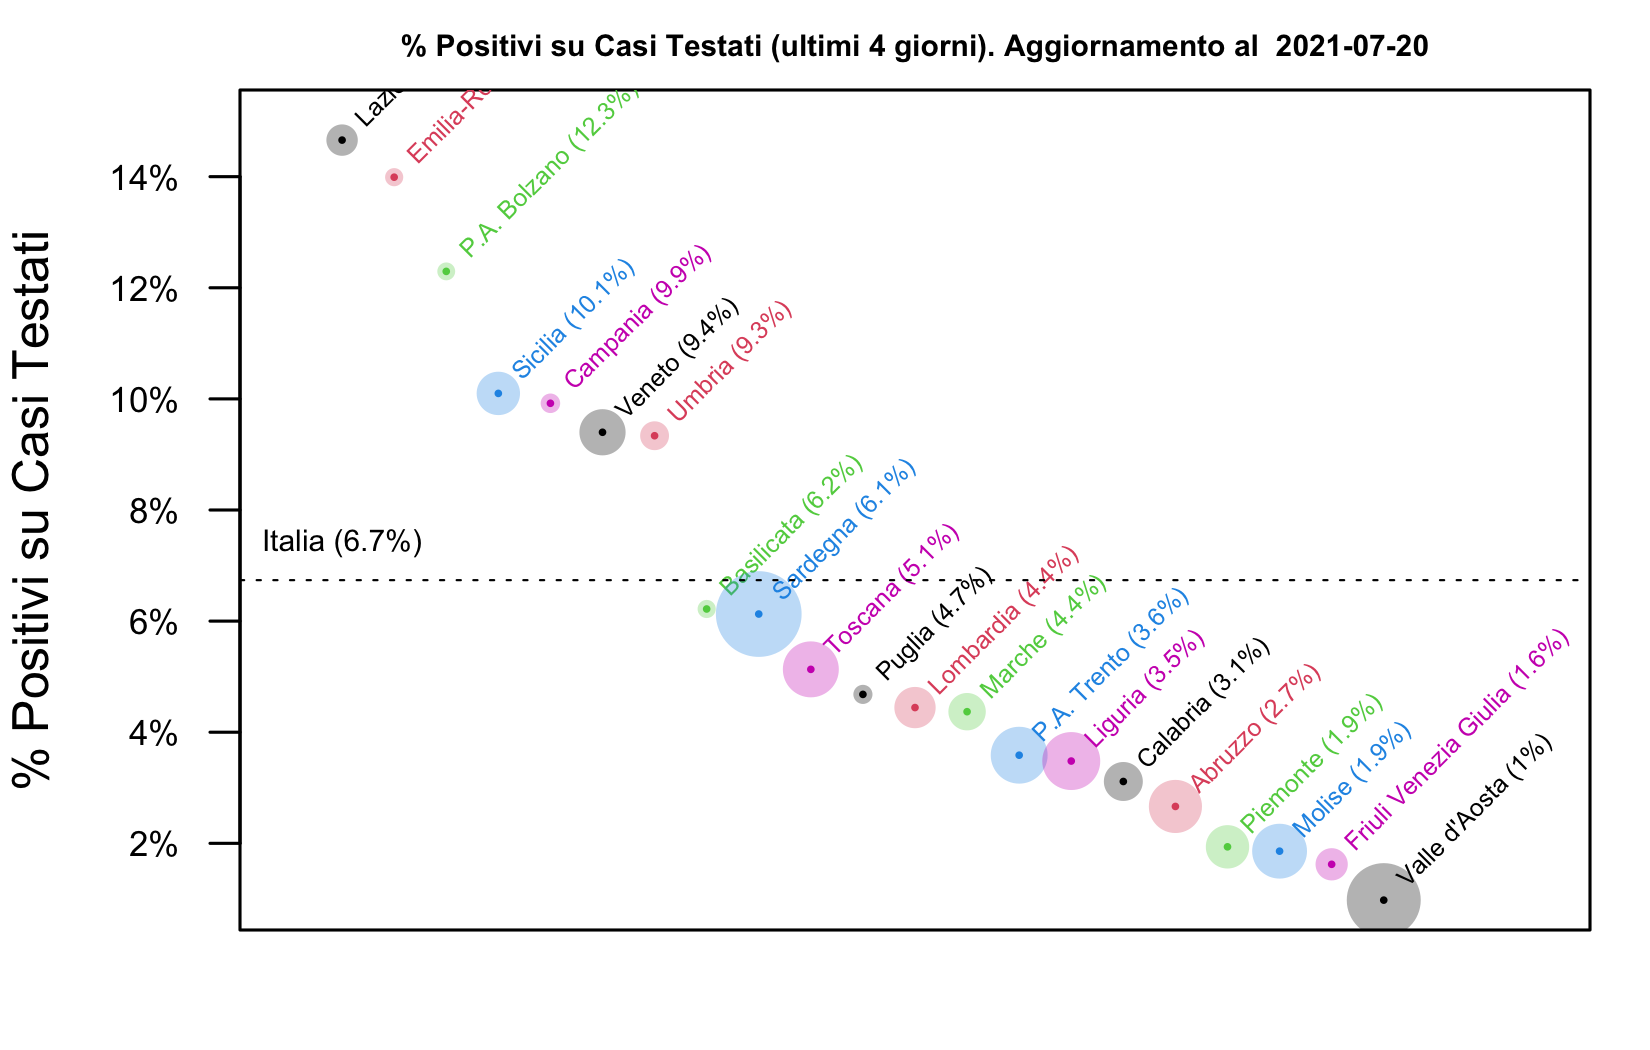 % Positivi su Casi Testati (ultimi 4 giorni). Aggiornamento al  2021-07-20
% Positivi su Casi Testati
14%
12%
10%
8%
6%
4%
2%
Italia (6.7%)
P.A. Bolzano (12.3%)
Sicilia (10.1%)
Campania (9.9%)
Veneto (9.4%)
Umbria (9.3%)
Basilicata (6.2%)
Sardegna (6.1%)
Toscana (5.1%)
Puglia (4.7%)
Lombardia (4.4%)
Marche (4.4%)
P.A. Trento (3.6%)
Liguria (3.5%)
Calabria (3.1%)
Abruzzo (2.7%)
Piemonte (1.9%)
Molise (1.9%)
Friuli Venezia Giulia (1.6%)
Valle d'Aosta (1%)